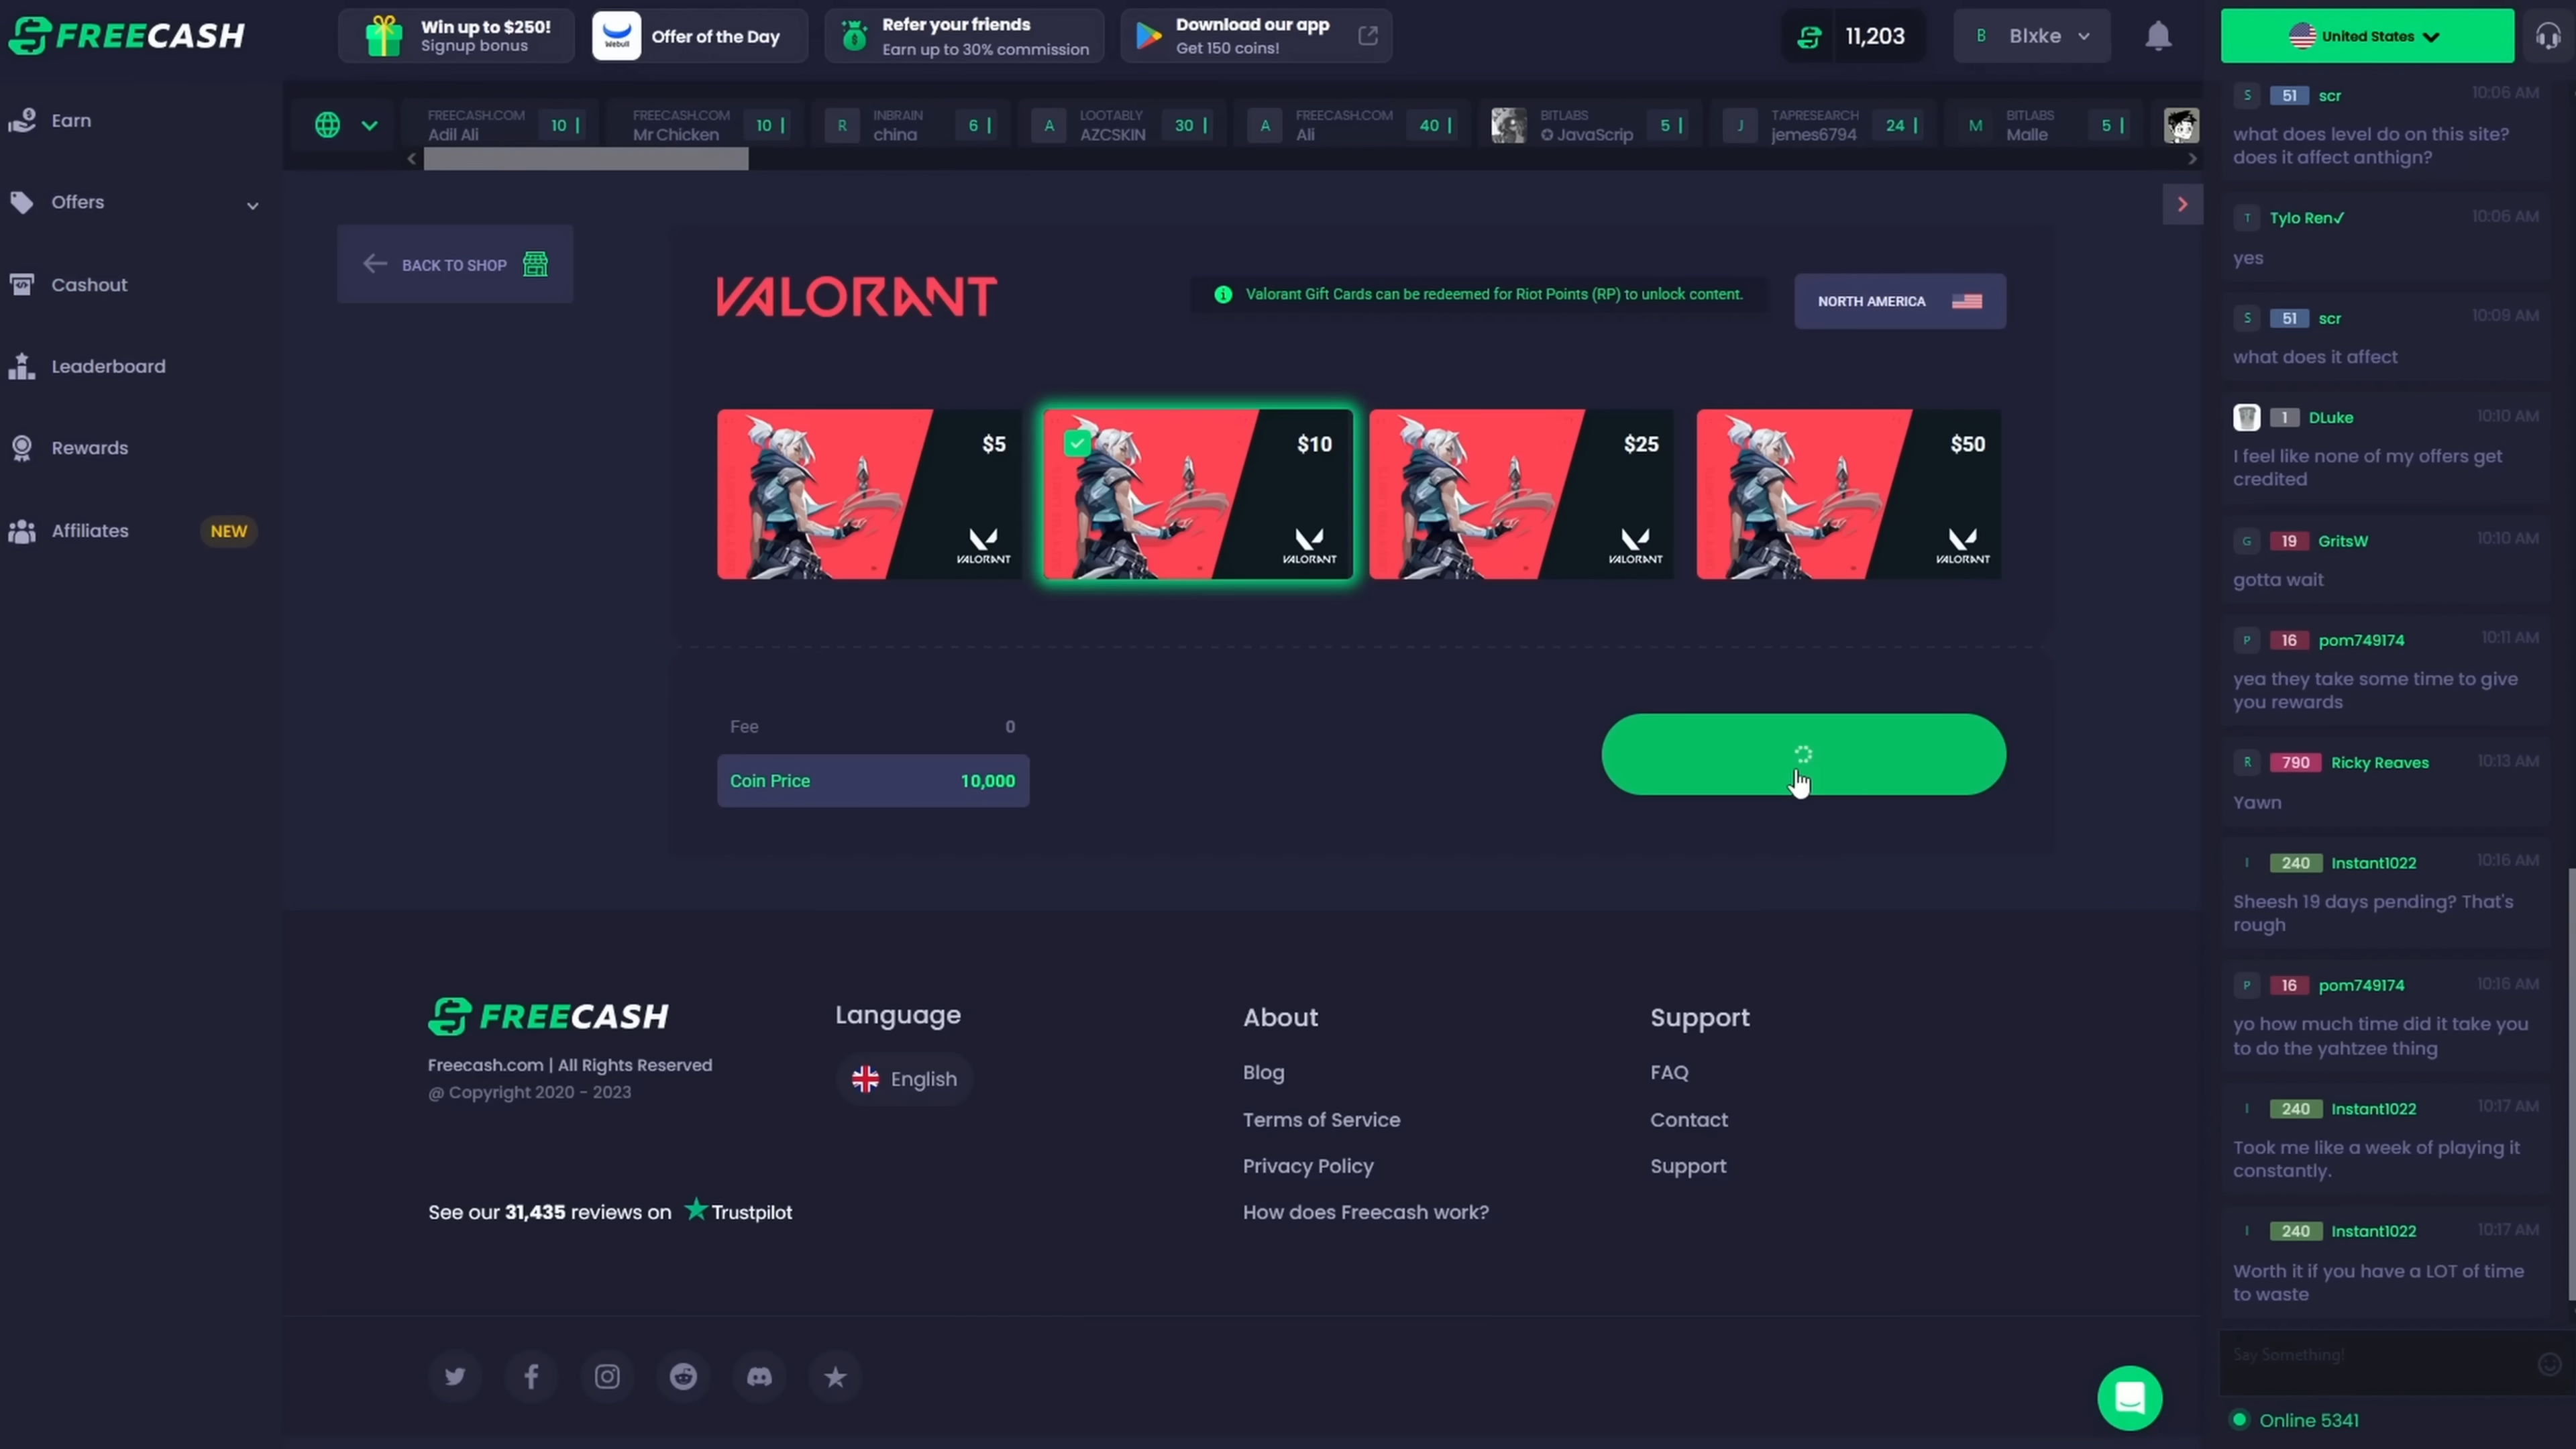 FREECASH
Win up to $250!
Signup bonus
Webull
Offer of the Day
Refer your friends
Earn up to 30% commission
Download our app
Get 150 coins!
11,203
B Blxke
United States
Earn
Offers
Cashout
Leaderboard
Rewards
Affiliates NEW
FREECASH.COM
Adil Ali 10
FREECASH.COM
Mr Chicken 10
R INBRAIN
china 6
A LOOTABLY
AZCSKIN 30
A FREECASH.COM
Ali 40
BITLABS
JavaScrip 5
J TAPRESEARCH
jemes6794 24
M BITLABS
Malle 5
BACK TO SHOP
VALORANT
Valorant Gift Cards can be redeemed for Riot Points (RP) to unlock content.
NORTH AMERICA
$5
VALORANT
$10
VALORANT
$25
VALORANT
$50
VALORANT
Fee 0
Coin Price 10,000
FREECASH
Freecash.com | All Rights Reserved
@ Copyright 2020 - 2023
See our 31,435 reviews on Trustpilot
Language
English
About
Blog
Terms of Service
Privacy Policy
How does Freecash work?
Support
FAQ
Contact
Support
S 51 scr 10:06 AM
what does level do on this site?
does it affect anthign?
T Tylo Ren✓ 10:06 AM
yes
S 51 scr 10:09 AM
what does it affect
1 DLuke 10:10 AM
I feel like none of my offers get
credited
G 19 GritsW 10:10 AM
gotta wait
P 16 pom749174 10:11 AM
yea they take some time to give
you rewards
R 790 Ricky Reaves 10:13 AM
Yawn
I 240 Instant1022 10:16 AM
Sheesh 19 days pending? That's
rough
P 16 pom749174 10:16 AM
yo how much time did it take you
to do the yahtzee thing
I 240 Instant1022 10:17 AM
Took me like a week of playing it
constantly.
I 240 Instant1022 10:17 AM
Worth it if you have a LOT of time
to waste
Say Something!
Online 5341